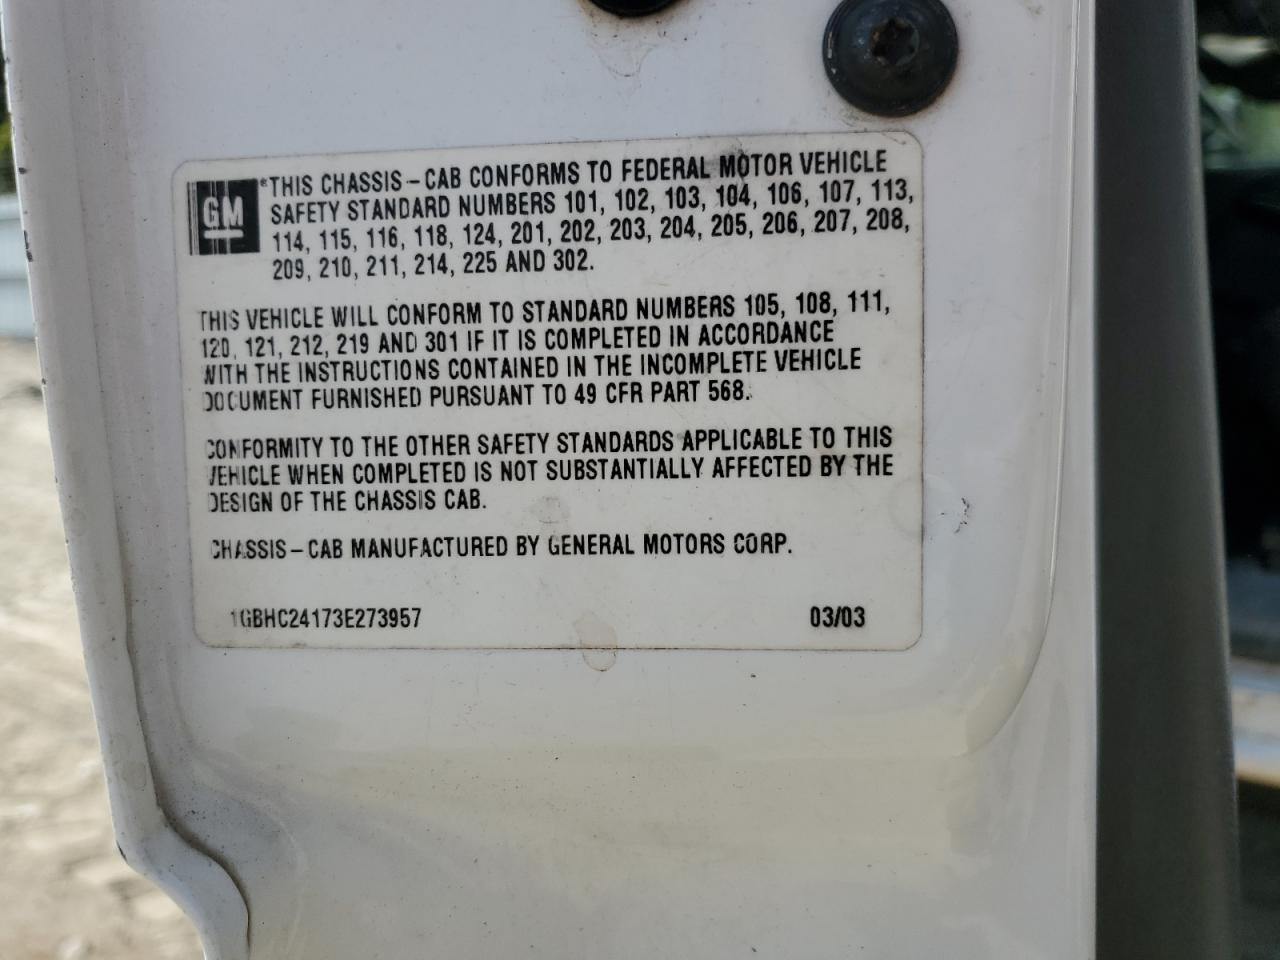 GM
®THIS CHASSIS-CAB CONFORMS TO FEDERAL MOTOR VEHICLE
SAFETY STANDARD NUMBERS 101, 102, 103, 104, 106, 107, 113,
114, 115, 116, 118, 124, 201, 202, 203, 204, 205, 206, 207, 208,
209, 210, 211, 214, 225 AND 302.
THIS VEHICLE WILL CONFORM TO STANDARD NUMBERS 105, 108, 111,
120, 121, 212, 219 AND 301 IF IT IS COMPLETED IN ACCORDANCE
WITH THE INSTRUCTIONS CONTAINED IN THE INCOMPLETE VEHICLE
DOCUMENT FURNISHED PURSUANT TO 49 CFR PART 568.
CONFORMITY TO THE OTHER SAFETY STANDARDS APPLICABLE TO THIS
VEHICLE WHEN COMPLETED IS NOT SUBSTANTIALLY AFFECTED BY THE
DESIGN OF THE CHASSIS CAB.
CHASSIS-CAB MANUFACTURED BY GENERAL MOTORS CORP.
1GBHC24173E273957 03/03